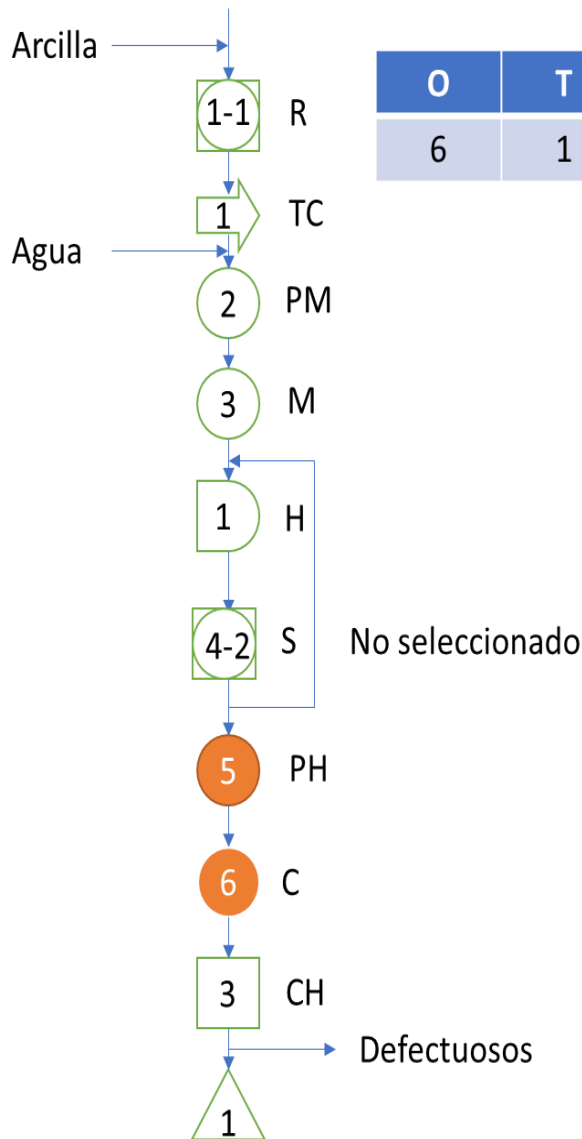 Arcilla
1-1 R
O T
6 1
1 TC
Agua
2 PM
3 M
1 H
4-2 S
No seleccionado
5 PH
6 C
3 CH
Defectuosos
1